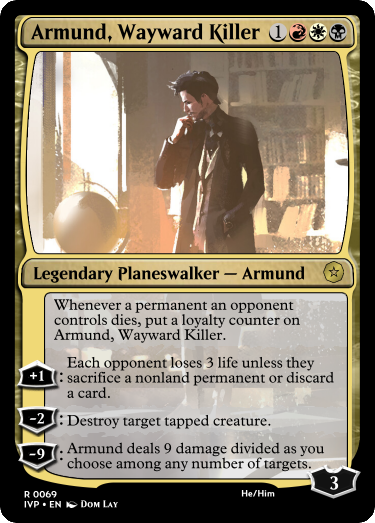 Armund, Wayward Killer 1
Legendary Planeswalker — Armund
Whenever a permanent an opponent
controls dies, put a loyalty counter on
Armund, Wayward Killer.
+1: Each opponent loses 3 life unless they
sacrifice a nonland permanent or discard
a card.
-2: Destroy target tapped creature.
-9: Armund deals 9 damage divided as you
choose among any number of targets.
3
R 0069 He/Him
IVP • EN Dom Lay